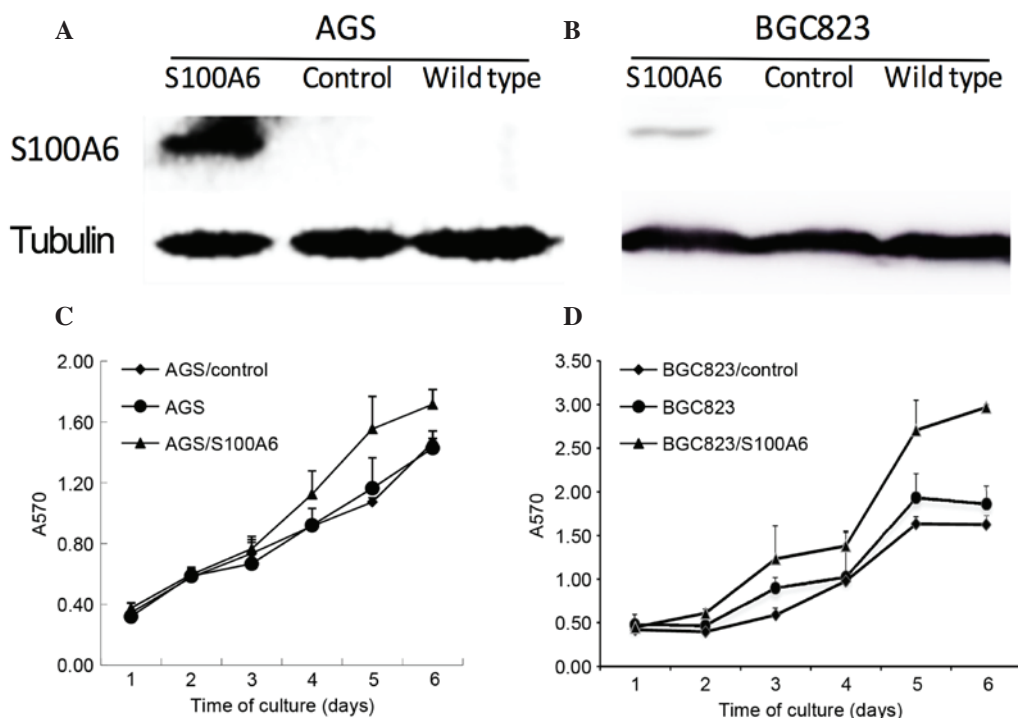 A
AGS
S100A6 Control Wild type
B
BGC823
S100A6 Control Wild type
S100A6
Tubulin
C
2.00
1.60
1.20
0.80
0.40
0.00
A570
AGS/control
AGS
AGS/S100A6
1 2 3 4 5 6
Time of culture (days)
D
3.50
3.00
2.50
2.00
1.50
1.00
0.50
0.00
A570
BGC823/control
BGC823
BGC823/S100A6
1 2 3 4 5 6
Time of culture (days)